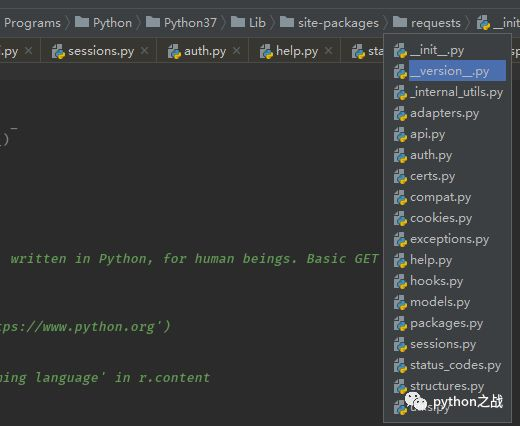 Programs Python Python37 Lib site-packages requests __in
.py sessions.py auth.py help.py sta
__init__.py
__version__.py
_internal_utils.py
adapters.py
api.py
auth.py
certs.py
compat.py
cookies.py
exceptions.py
help.py
hooks.py
models.py
packages.py
sessions.py
status_codes.py
structures.py
utils.py
_
)
written in Python, for human beings. Basic GET
ps://www.python.org')
ing language' in r.content
python之战